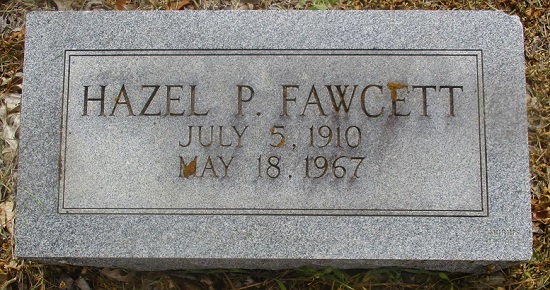 HAZEL P. FAWCETT
JULY 5, 1910
MAY 18, 1967